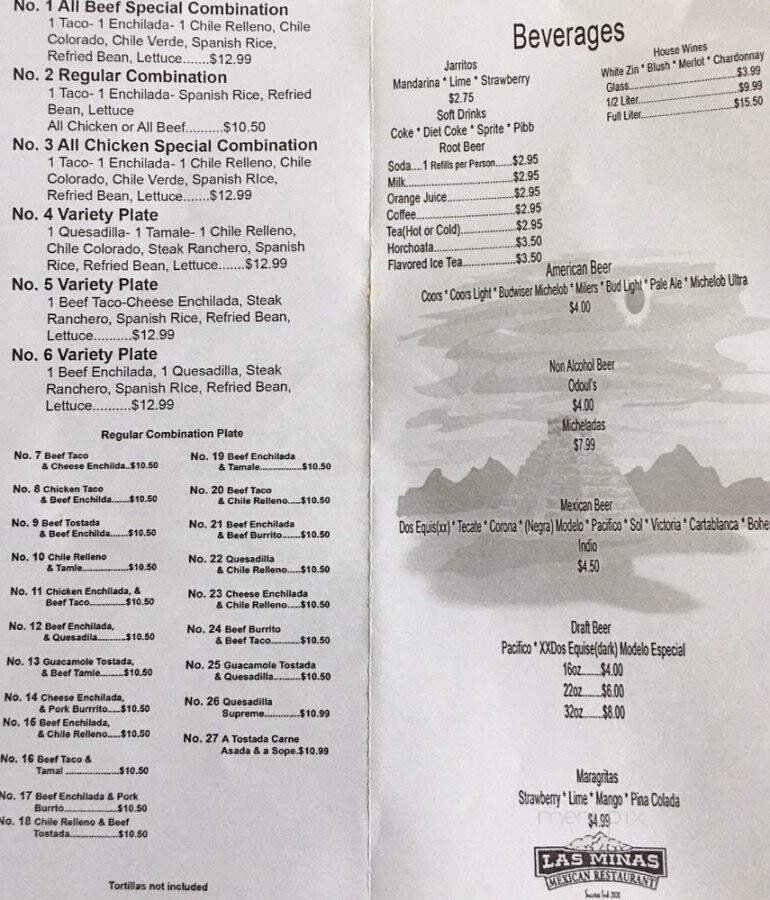 No. 1 All Beef Special Combination
1 Taco- 1 Enchilada- 1 Chile Relleno, Chile
Colorado, Chile Verde, Spanish Rice,
Refried Bean, Lettuce.......$12.99
No. 2 Regular Combination
1 Taco- 1 Enchilada- Spanish Rice, Refried
Bean, Lettuce
All Chicken or All Beef..........$10.50
No. 3 All Chicken Special Combination
1 Taco- 1 Enchilada- 1 Chile Relleno, Chile
Colorado, Chile Verde, Spanish RIce,
Refried Bean, Lettuce.......$12.99
No. 4 Variety Plate
1 Quesadilla- 1 Tamale- 1 Chile Relleno,
Chile Colorado, Steak Ranchero, Spanish
Rice, Refried Bean, Lettuce.......$12.99
No. 5 Variety Plate
1 Beef Taco-Cheese Enchilada, Steak
Ranchero, Spanish Rice, Refried Bean,
Lettuce..........$12.99
No. 6 Variety Plate
1 Beef Enchilada, 1 Quesadilla, Steak
Ranchero, Spanish RIce, Refried Bean,
Lettuce..........$12.99
Regular Combination Plate
No. 7 Beef Taco
& Cheese Enchilda..$10.50
No. 8 Chicken Taco
& Beef Enchilda.......$10.50
No. 9 Beef Tostada
& Beef Enchilda.......$10.50
No. 10 Chile Relleno
& Tamle...................$10.50
No. 11 Chicken Enchilada, &
Beef Taco..............$10.50
No. 12 Beef Enchilada,
& Quesadila...........$10.50
No. 13 Guacamole Tostada,
& Beef Tamle.........$10.50
No. 14 Cheese Enchilada,
& Pork Burrrito.....$10.50
No. 15 Beef Enchilada,
& Chile Relleno.....$10.50
No. 16 Beef Taco &
Tamal .....................$10.50
No. 17 Beef Enchilada & Pork
Burrto......................$10.50
No. 18 Chile Relleno & Beef
Tostada....................$10.50
No. 19 Beef Enchilada
& Tamale.................$10.50
No. 20 Beef Taco
& Chile Relleno.....$10.50
No. 21 Beef Enchilada
& Beef Burrito.......$10.50
No. 22 Quesadilla
& Chile Relleno.....$10.50
No. 23 Cheese Enchilada
& Chile Relleno.....$10.50
No. 24 Beef Burrito
& Beef Taco............$10.50
No. 25 Guacamole Tostada
& Quesadilla...........$10.50
No. 26 Quesadilla
Supreme..............$10.99
No. 27 A Tostada Carne
Asada & a Sope.$10.99
Tortillas not included
Beverages
Jarritos
Mandarina * Lime * Strawberry
$2.75
Soft Drinks
Coke * Diet Coke * Sprite * Pibb
Root Beer
Soda....1 Refills per Person......$2.95
Milk......................................$2.95
Orange Juice........................$2.95
Coffee..................................$2.95
Tea(Hot or Cold)....................$2.95
Horchoata............................$3.50
Flavored Ice Tea...................$3.50
House Wines
White Zin * Blush * Merlot * Chardonnay
Glass..............................$3.99
1/2 Liter...........................$9.99
Full Liter..........................$15.50
American Beer
Coors * Coors Light * Budwiser Michelob * Milers * Bud Light * Pale Ale * Michelob Ultra
$4.00
Non Alcohol Beer
Odoul's
$4.00
Micheladas
$7.99
Mexican Beer
Dos Equis(xx) * Tecate * Corona * (Negra) Modelo * Pacifico * Sol * Victoria * Cartablanca * Bohe
Indio
$4.50
Draft Beer
Pacifico * XXDos Equise(dark) Modelo Especial
16oz.......$4.00
22oz.......$6.00
32oz.......$8.00
Maragritas
Strawberry * Lime * Mango * Pina Colada
$4.99
menupix
LAS MINAS
MEXICAN RESTAURANT